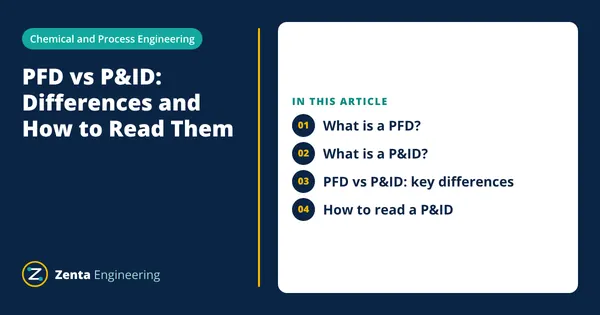 Chemical and Process Engineering
PFD vs P&ID:
Differences and
How to Read Them
Zenta Engineering
IN THIS ARTICLE
01 What is a PFD?
02 What is a P&ID?
03 PFD vs P&ID: key differences
04 How to read a P&ID